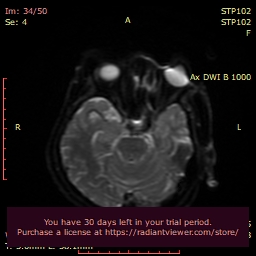 Im: 34/50
Se: 4
A
STP102
STP102
F
Ax DWI B 1000
R
L
You have 30 days left in your trial period.
Purchase a license at https://radiantviewer.com/store/